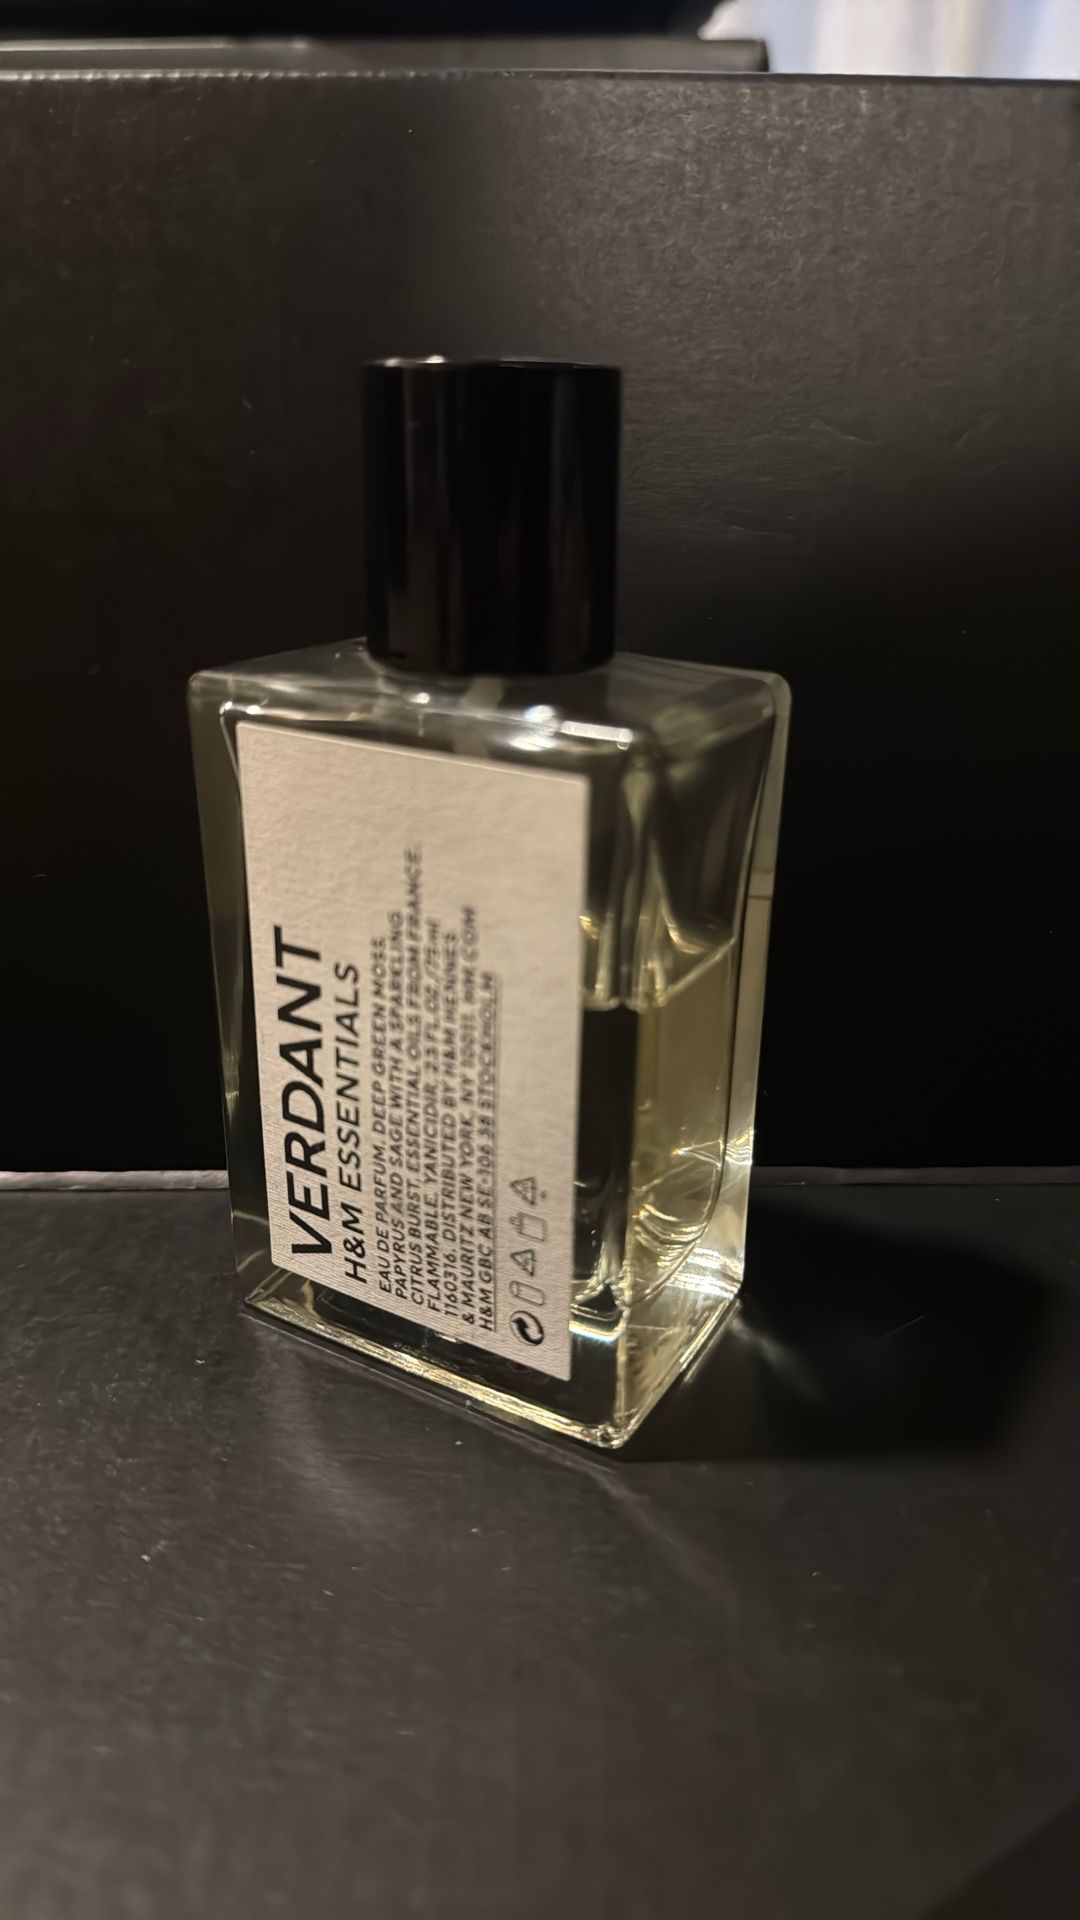 VERDANT
H&M ESSENTIALS
EAU DE PARFUM. DEEP GREEN MOSS,
PAPYRUS AND SAGE WITH A SPARKLING
CITRUS BURST. ESSENTIAL OILS FROM FRANCE.
FLAMMABLE, YANICIDIR, 2.5 FL.OZ./75 ml
1160316. DISTRIBUTED BY H&M HENNES
& MAURITZ NEW YORK, NY 10011. HM.COM
H&M GBC AB SE-106 38 STOCKHOLM